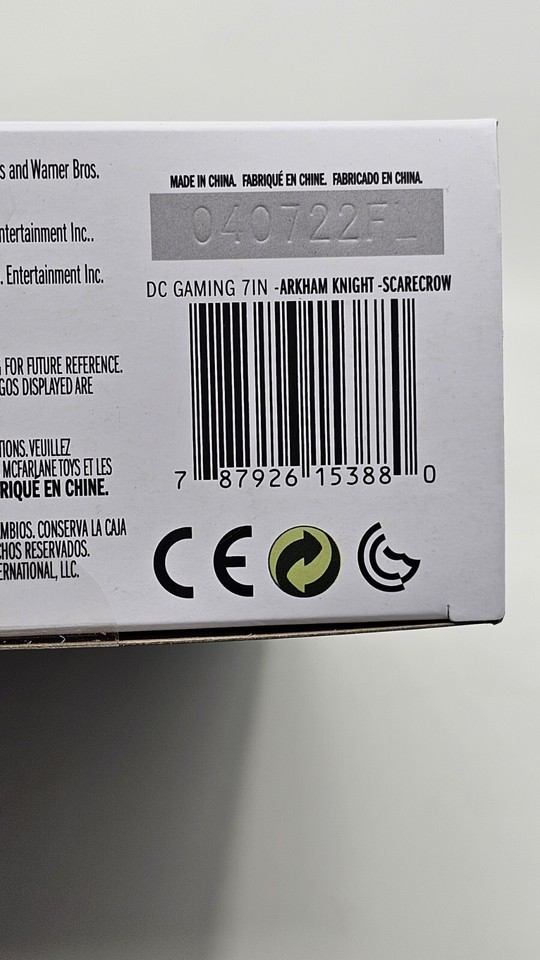 s and Warner Bros.
ntertainment Inc..
. Entertainment Inc.
FOR FUTURE REFERENCE.
GOS DISPLAYED ARE
TIONS. VEUILLEZ
MCFARLANE TOYS ET LES
RIQUÉ EN CHINE.
MBIOS. CONSERVA LA CAJA
CHOS RESERVADOS.
ERNATIONAL, LLC.
MADE IN CHINA. FABRIQUÉ EN CHINE. FABRICADO EN CHINA.
040722FL
DC GAMING 7IN -ARKHAM KNIGHT -SCARECROW
7 87926 15388 0
CE